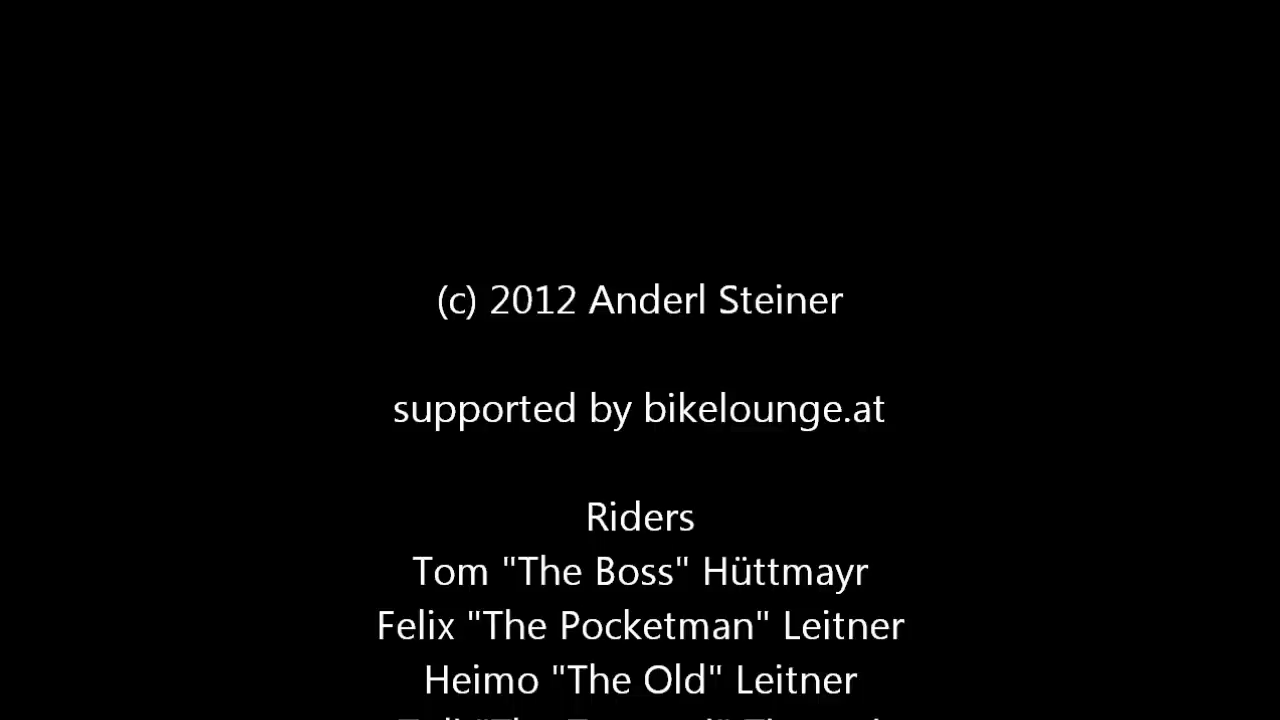 (c) 2012 Anderl Steiner
supported by bikelounge.at
Riders
Tom "The Boss" Hüttmayr
Felix "The Pocketman" Leitner
Heimo "The Old" Leitner